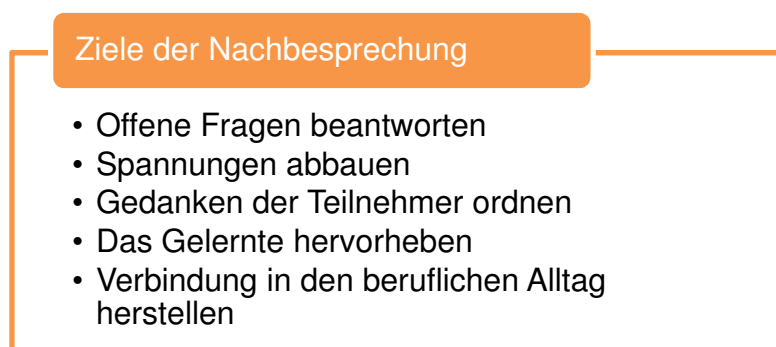 Ziele der Nachbesprechung
• Offene Fragen beantworten
• Spannungen abbauen
• Gedanken der Teilnehmer ordnen
• Das Gelernte hervorheben
• Verbindung in den beruflichen Alltag
herstellen